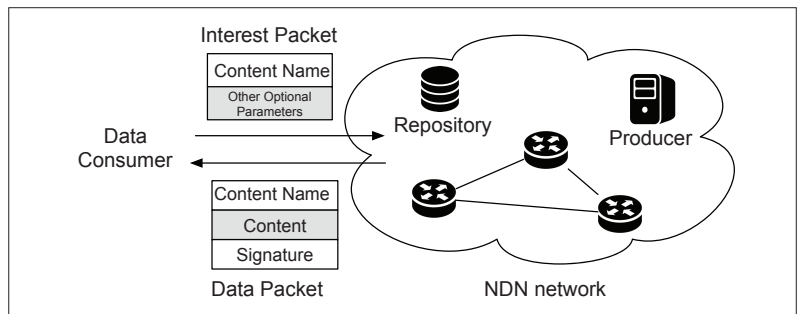 Interest Packet
Content Name
Other Optional
Parameters
Data
Consumer
Repository
Producer
Content Name
Content
Signature
Data Packet
NDN network